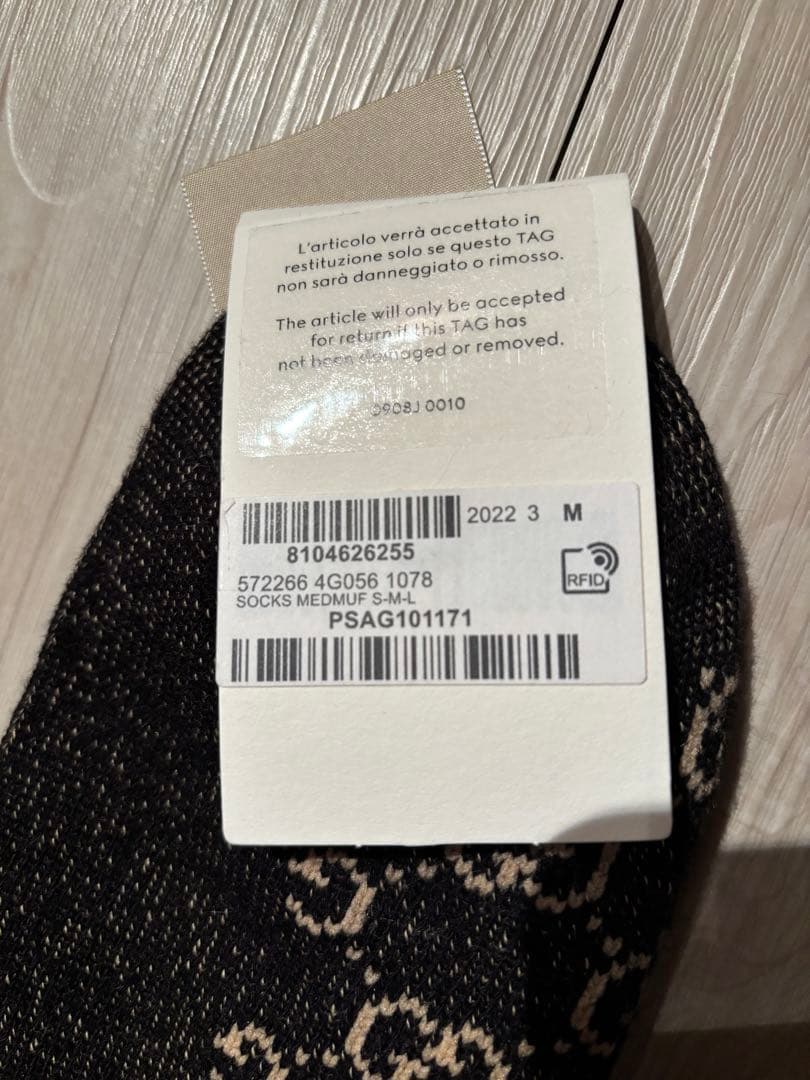 L'articolo verrà accettato in
restituzione solo se questo TAG
non sarà danneggiato o rimosso.
The article will only be accepted
for return if this TAG has
not been damaged or removed.
0908J 0010
2022 3 M
8104626255
572266 4G056 1078
RFID
SOCKS MEDMUF S-M-L
PSAG101171